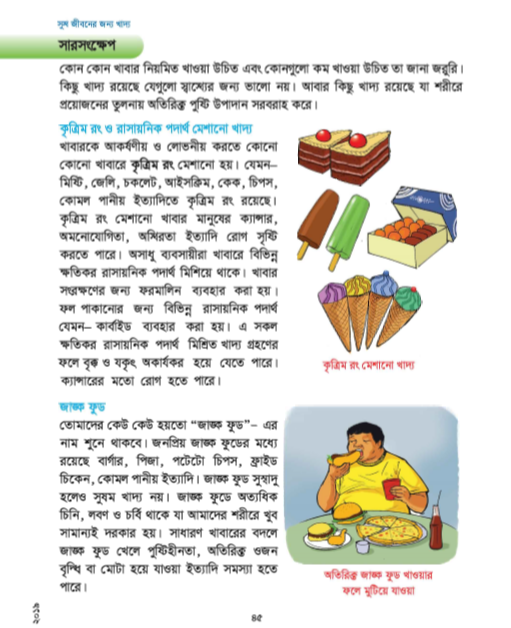 সুস্থ জীবনের জন্য খাদ্য
সারসংক্ষেপ
কোন কোন খাবার নিয়মিত খাওয়া উচিত এবং কোনগুলো কম খাওয়া উচিত তা জানা জরুরি।
কিছু খাদ্য রয়েছে যেগুলো স্বাস্থ্যের জন্য ভালো নয়। আবার কিছু খাদ্য রয়েছে যা শরীরে
প্রয়োজনের তুলনায় অতিরিক্ত পুষ্টি উপাদান সরবরাহ করে।
কৃত্রিম রং ও রাসায়নিক পদার্থ মেশানো খাদ্য
খাবারকে আকর্ষণীয় ও লোভনীয় করতে কোনো
কোনো খাবারে কৃত্রিম রং মেশানো হয়। যেমন–
মিষ্টি, জেলি, চকলেট, আইসক্রিম, কেক, চিপস,
কোমল পানীয় ইত্যাদিতে কৃত্রিম রং রয়েছে।
কৃত্রিম রং মেশানো খাবার মানুষের ক্যান্সার,
অমনোযোগিতা, অস্থিরতা ইত্যাদি রোগ সৃষ্টি
করতে পারে। অসাধু ব্যবসায়ীরা খাবারে বিভিন্ন
ক্ষতিকর রাসায়নিক পদার্থ মিশিয়ে থাকে। খাবার
সংরক্ষণের জন্য ফরমালিন ব্যবহার করা হয়।
ফল পাকানোর জন্য বিভিন্ন রাসায়নিক পদার্থ
যেমন– কার্বাইড ব্যবহার করা হয়। এ সকল
ক্ষতিকর রাসায়নিক পদার্থ মিশ্রিত খাদ্য গ্রহণের
ফলে বৃক্ক ও যকৃৎ অকার্যকর হয়ে যেতে পারে।
ক্যান্সারের মতো রোগ হতে পারে।
কৃত্রিম রং মেশানো খাদ্য
জাঙ্ক ফুড
তোমাদের কেউ কেউ হয়তো “জাঙ্ক ফুড”– এর
নাম শুনে থাকবে। জনপ্রিয় জাঙ্ক ফুডের মধ্যে
রয়েছে বার্গার, পিজা, পটেটো চিপস, ফ্রাইড
চিকেন, কোমল পানীয় ইত্যাদি। জাঙ্ক ফুড সুস্বাদু
হলেও সুষম খাদ্য নয়। জাঙ্ক ফুডে অত্যধিক
চিনি, লবণ ও চর্বি থাকে যা আমাদের শরীরে খুব
সামান্যই দরকার হয়। সাধারণ খাবারের বদলে
জাঙ্ক ফুড খেলে পুষ্টিহীনতা, অতিরিক্ত ওজন
বৃদ্ধি বা মোটা হয়ে যাওয়া ইত্যাদি সমস্যা হতে
পারে।
অতিরিক্ত জাঙ্ক ফুড খাওয়ার
ফলে মুটিয়ে যাওয়া
২০১৯
৪৫